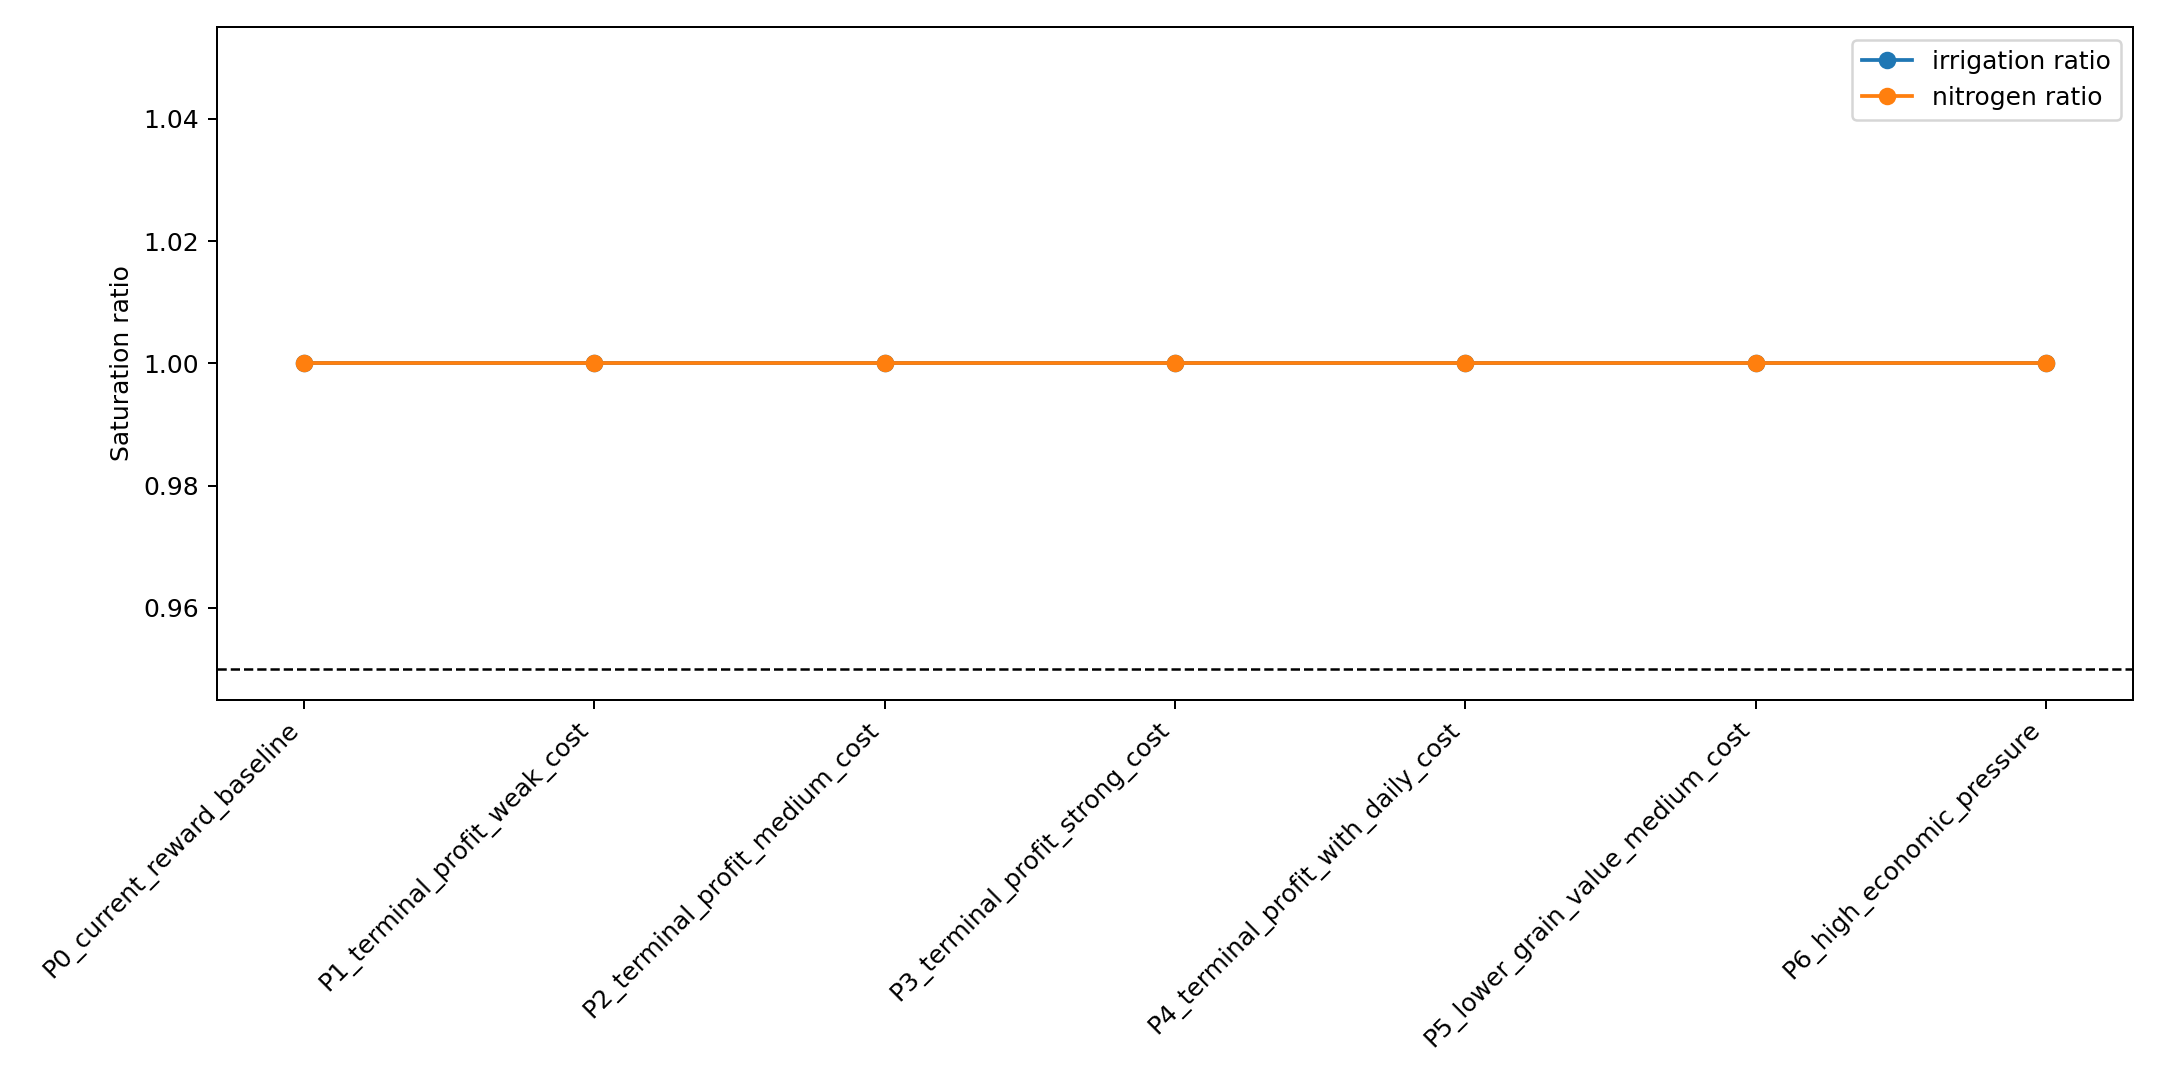 irrigation ratio
nitrogen ratio
Saturation ratio
1.04
1.02
1.00
0.98
0.96
P0_current_reward_baseline
P1_terminal_profit_weak_cost
P2_terminal_profit_medium_cost
P3_terminal_profit_strong_cost
P4_terminal_profit_with_daily_cost
P5_lower_grain_value_medium_cost
P6_high_economic_pressure